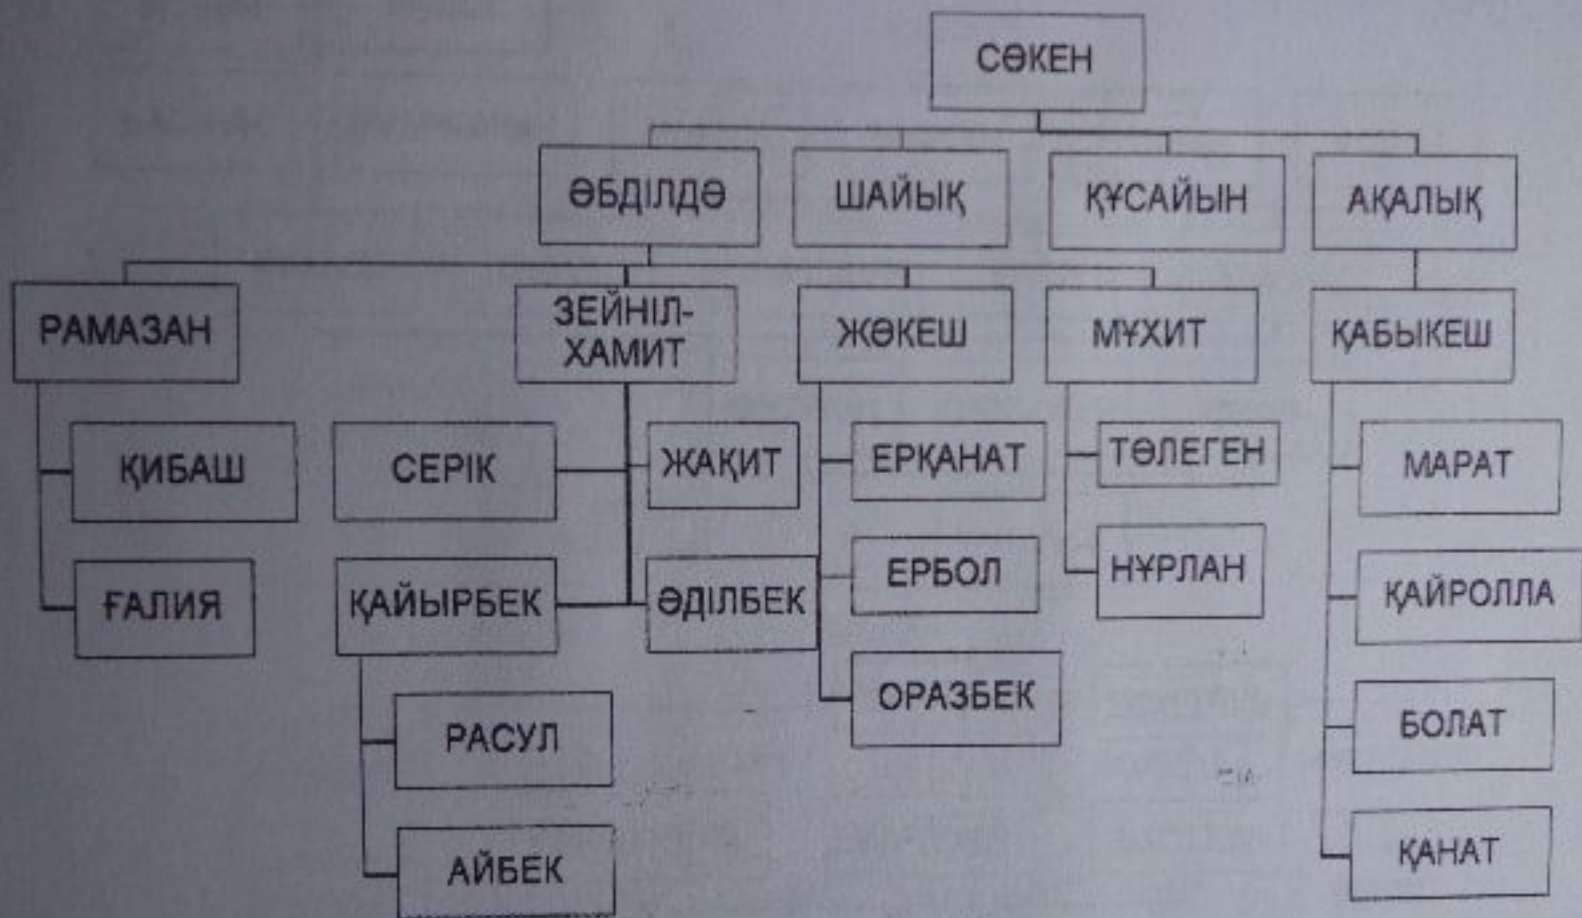 СӘКЕН
ӘБДІЛДӘ
ШАЙЫҚ
ҚҰСАЙЫН
АҚАЛЫҚ
РАМАЗАН
ЗЕЙНІЛ-
ХАМИТ
ЖӨКЕШ
МҰХИТ
ҚАБЫКЕШ
ҚИБАШ
СЕРІК
ЖАҚИТ
ЕРҚАНАТ
ТӨЛЕГЕН
МАРАТ
ҒАЛИЯ
ҚАЙЫРБЕК
ӘДІЛБЕК
ЕРБОЛ
НҰРЛАН
ҚАЙРОЛЛА
РАСУЛ
ОРАЗБЕК
БОЛАТ
АЙБЕК
ҚАНАТ